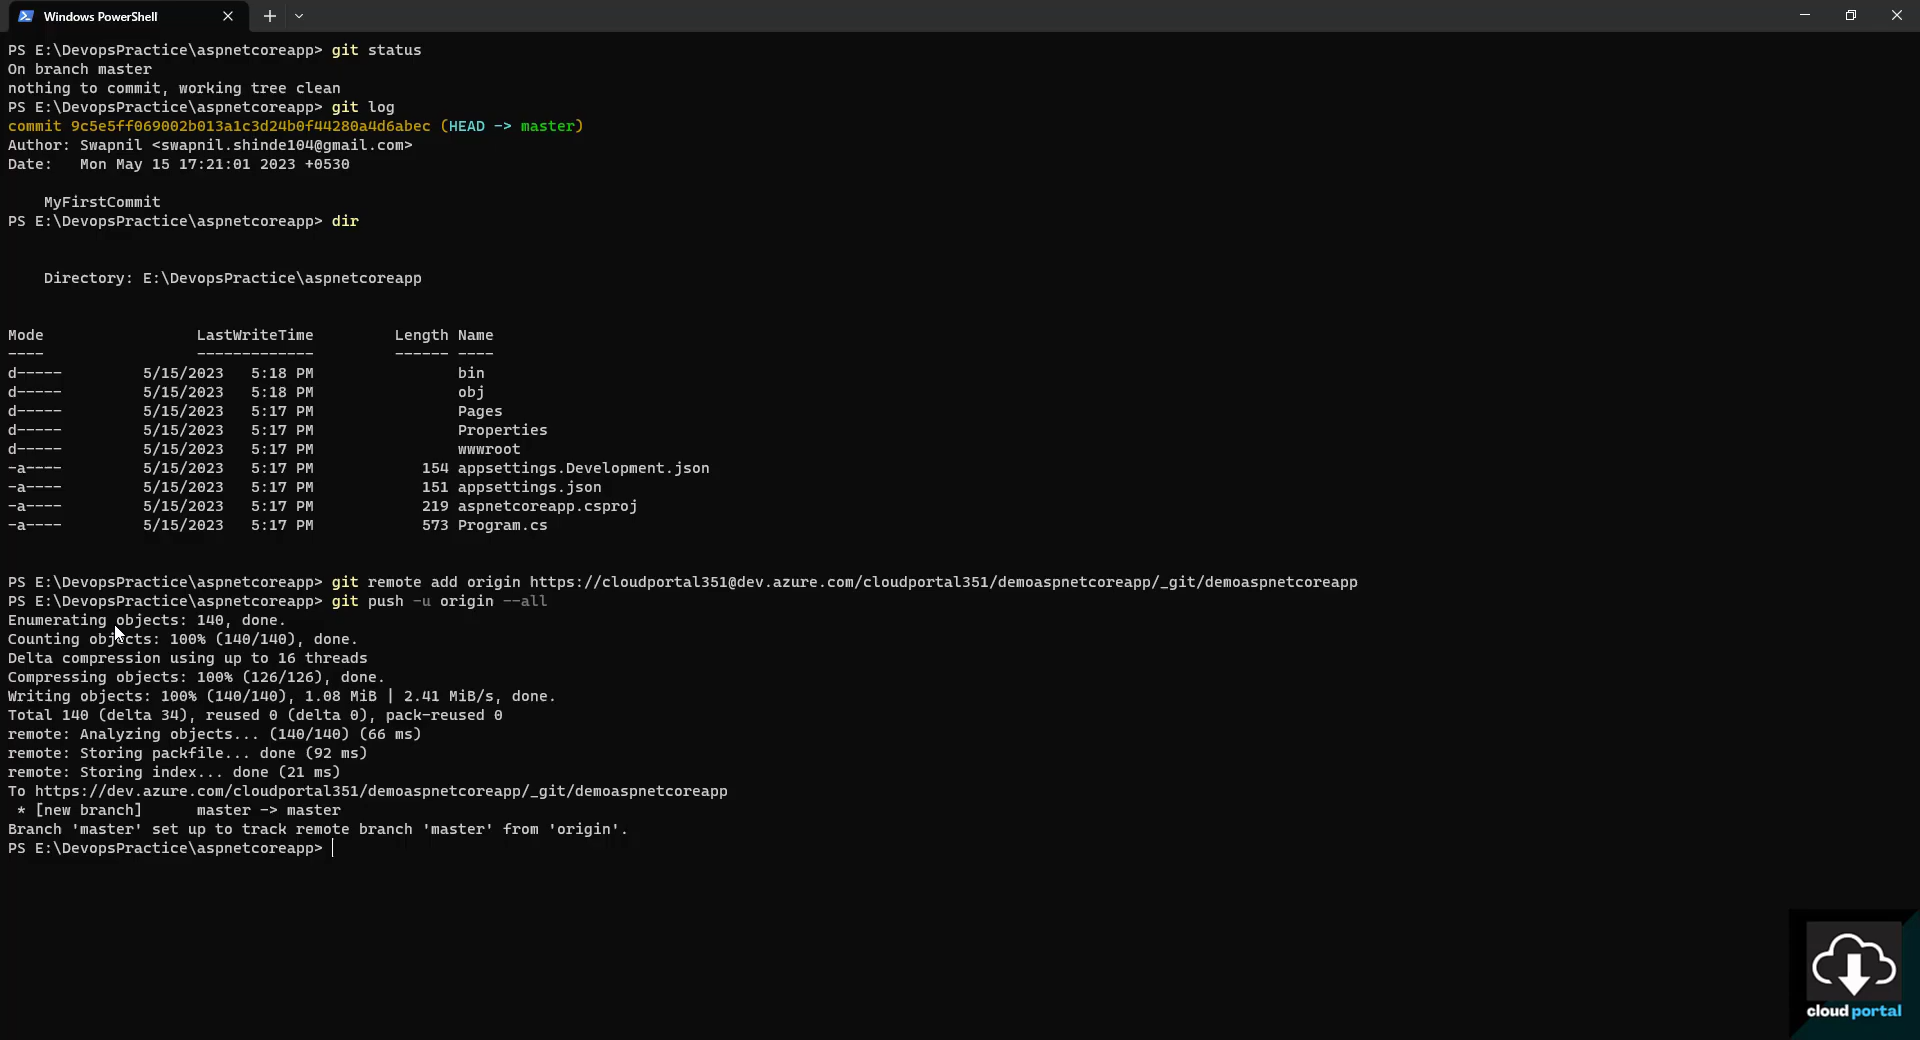 Windows PowerShell
PS E:\DevopsPractice\aspnetcoreapp> git status
On branch master
nothing to commit, working tree clean
PS E:\DevopsPractice\aspnetcoreapp> git log
commit 9c5e5ff069002b013a1c3d24b0f44280a4d6abec (HEAD -> master)
Author: Swapnil <swapnil.shinde104@gmail.com>
Date:   Mon May 15 17:21:01 2023 +0530
    MyFirstCommit
PS E:\DevopsPractice\aspnetcoreapp> dir
    Directory: E:\DevopsPractice\aspnetcoreapp
Mode                 LastWriteTime         Length Name
----                 -------------         ------ ----
d-----         5/15/2023   5:18 PM                bin
d-----         5/15/2023   5:18 PM                obj
d-----         5/15/2023   5:17 PM                Pages
d-----         5/15/2023   5:17 PM                Properties
d-----         5/15/2023   5:17 PM                wwwroot
-a----         5/15/2023   5:17 PM            154 appsettings.Development.json
-a----         5/15/2023   5:17 PM            151 appsettings.json
-a----         5/15/2023   5:17 PM            219 aspnetcoreapp.csproj
-a----         5/15/2023   5:17 PM            573 Program.cs
PS E:\DevopsPractice\aspnetcoreapp> git remote add origin https://cloudportal351@dev.azure.com/cloudportal351/demoaspnetcoreapp/_git/demoaspnetcoreapp
PS E:\DevopsPractice\aspnetcoreapp> git push -u origin --all
Enumerating objects: 140, done.
Counting objects: 100% (140/140), done.
Delta compression using up to 16 threads
Compressing objects: 100% (126/126), done.
Writing objects: 100% (140/140), 1.08 MiB | 2.41 MiB/s, done.
Total 140 (delta 34), reused 0 (delta 0), pack-reused 0
remote: Analyzing objects... (140/140) (66 ms)
remote: Storing packfile... done (92 ms)
remote: Storing index... done (21 ms)
To https://dev.azure.com/cloudportal351/demoaspnetcoreapp/_git/demoaspnetcoreapp
 * [new branch]      master -> master
Branch 'master' set up to track remote branch 'master' from 'origin'.
PS E:\DevopsPractice\aspnetcoreapp>
cloud portal